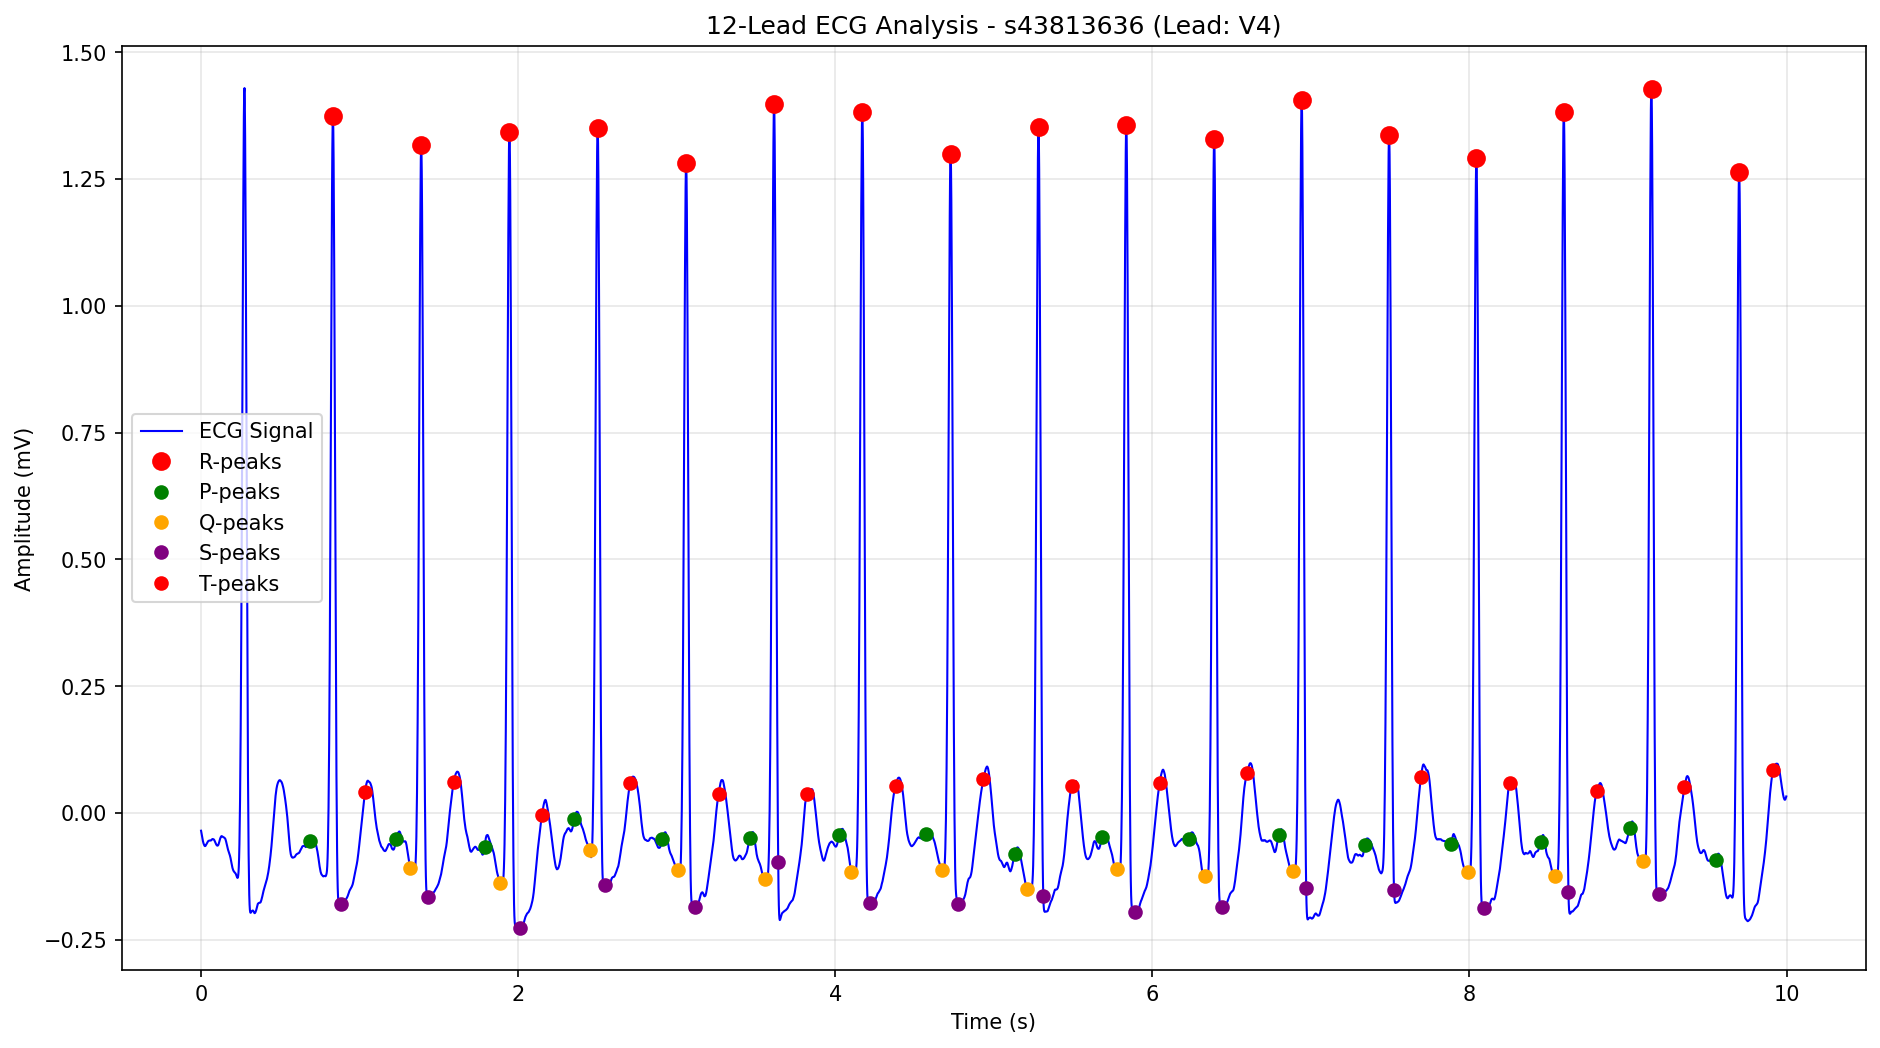 12-Lead ECG Analysis - s43813636 (Lead: V4)
Amplitude (mV)
1.50
1.25
1.00
0.75
0.50
0.25
0.00
−0.25
ECG Signal
R-peaks
P-peaks
Q-peaks
S-peaks
T-peaks
0 2 4 6 8 10
Time (s)